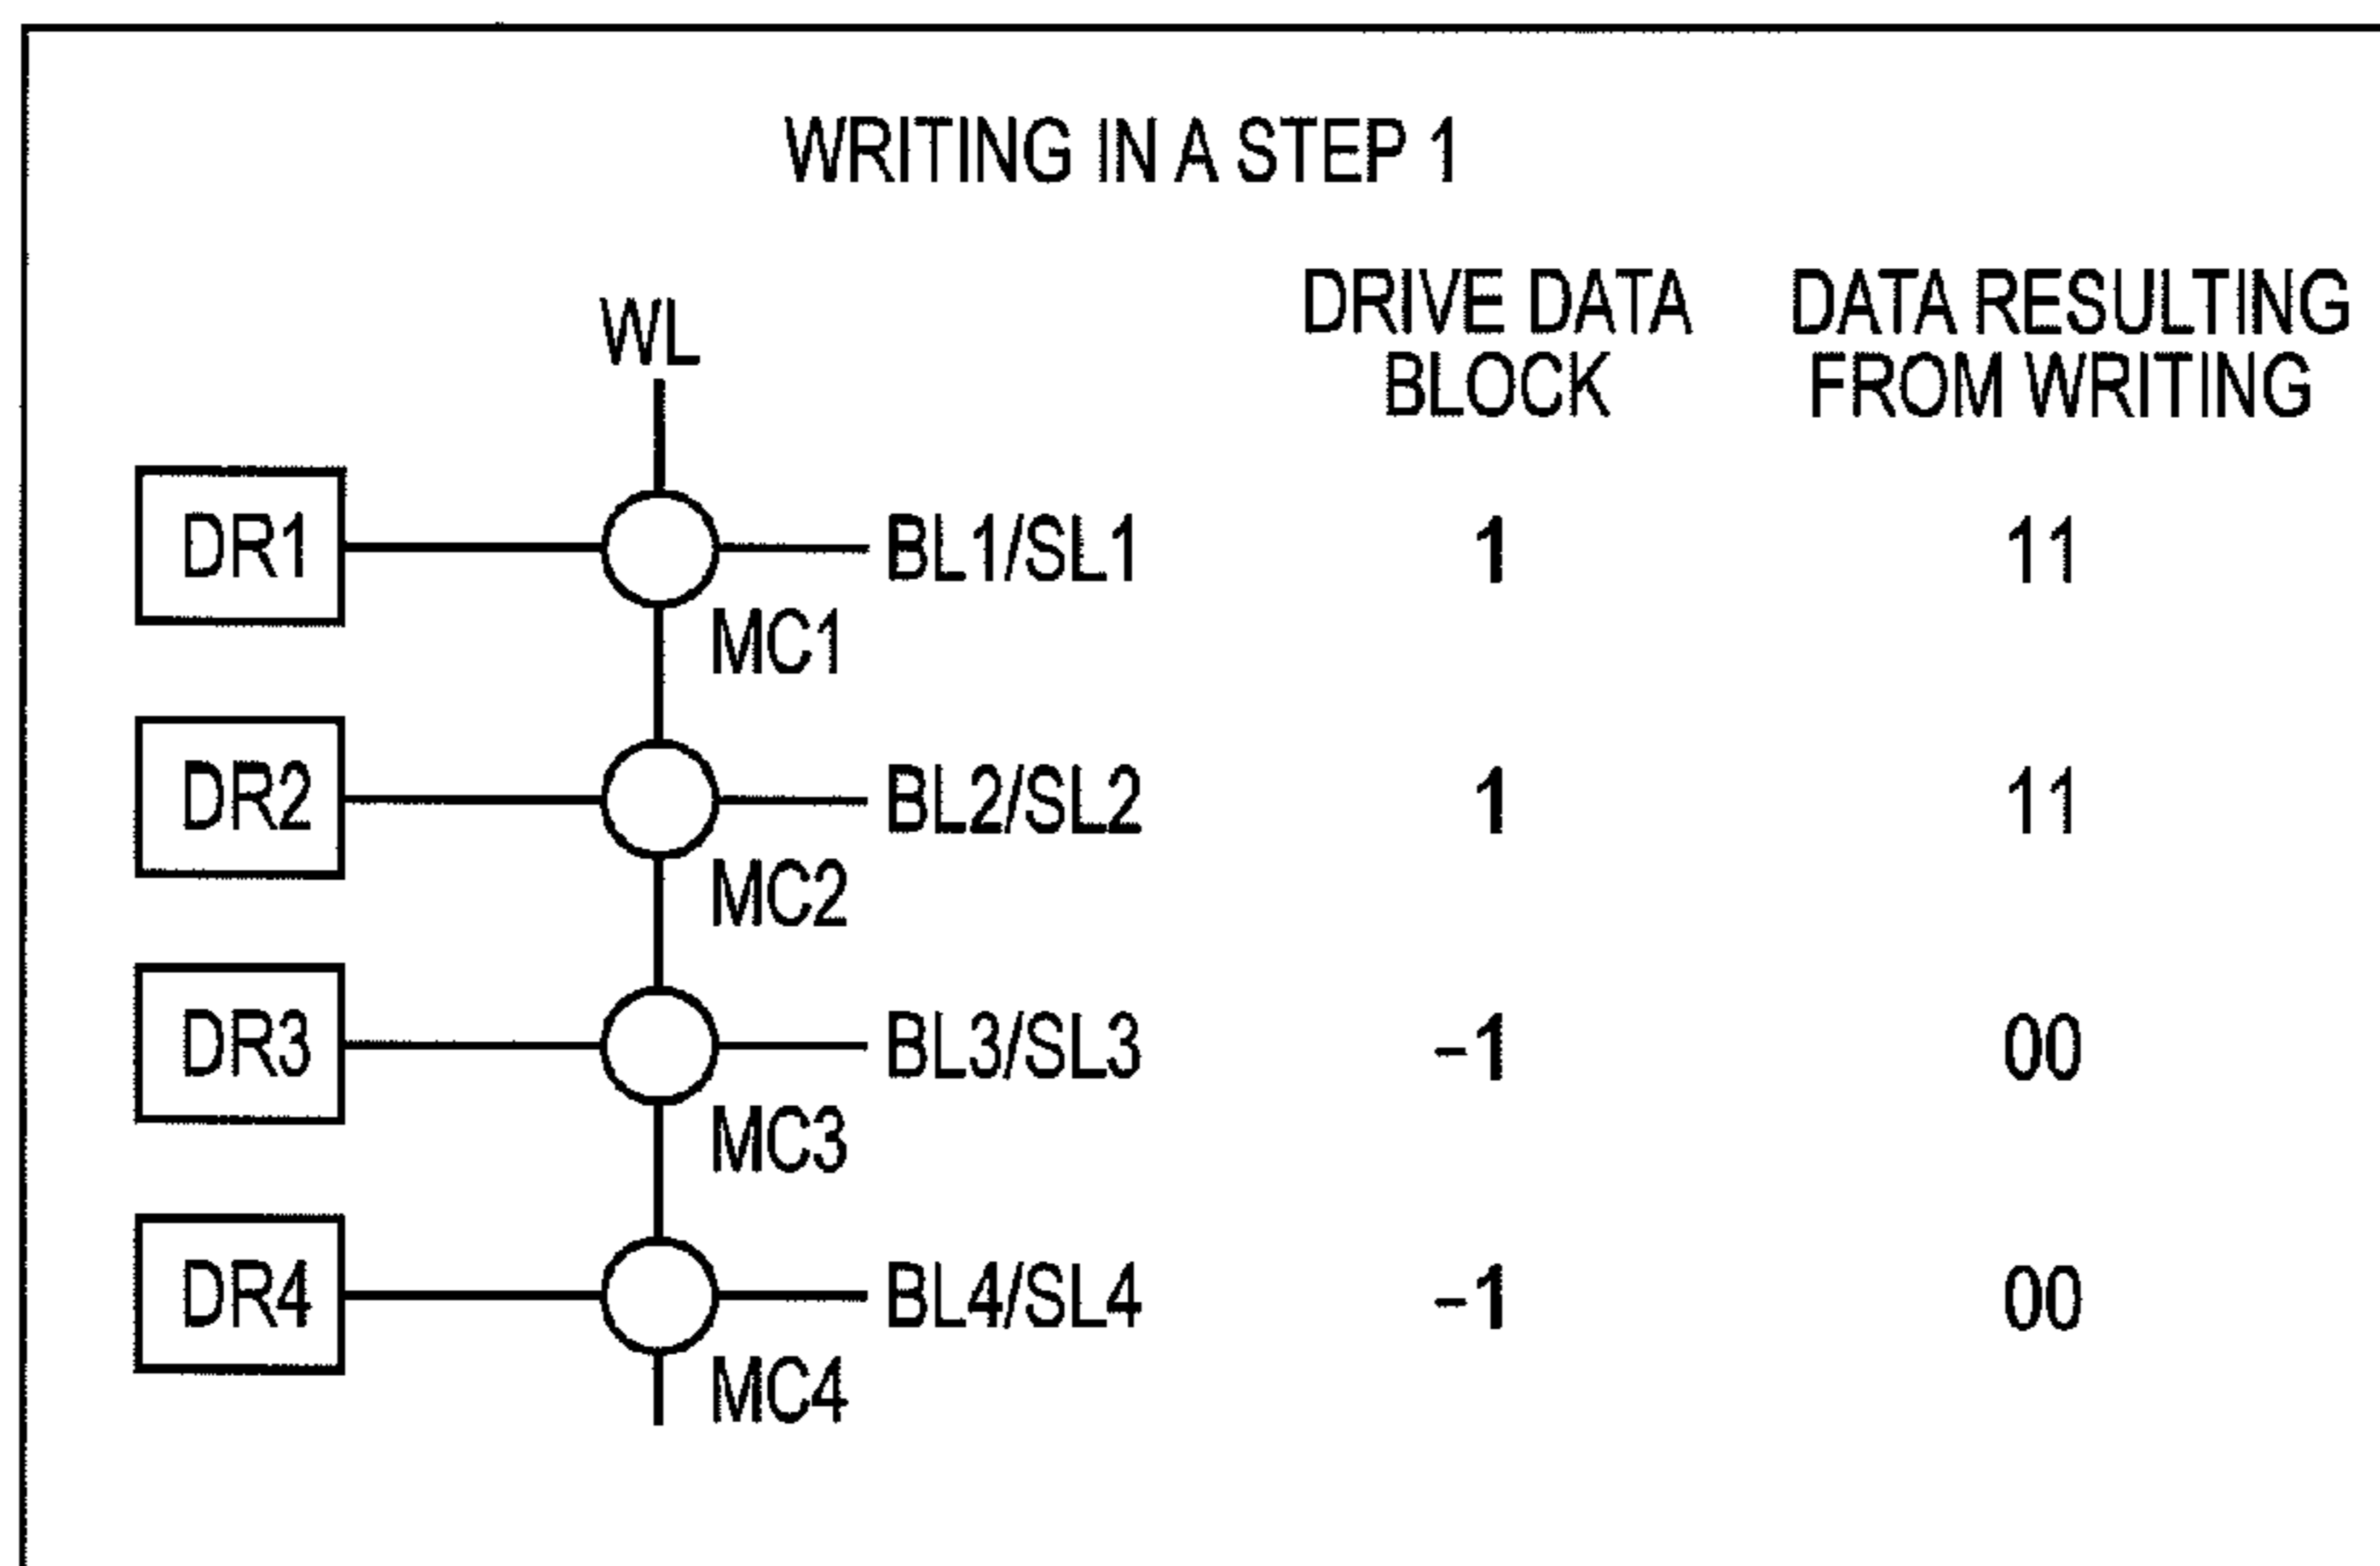 WRITING IN A STEP 1
DRIVE DATA BLOCK
DATA RESULTING FROM WRITING
WL
DR1 BL1/SL1 1 11
MC1
DR2 BL2/SL2 1 11
MC2
DR3 BL3/SL3 -1 00
MC3
DR4 BL4/SL4 -1 00
MC4